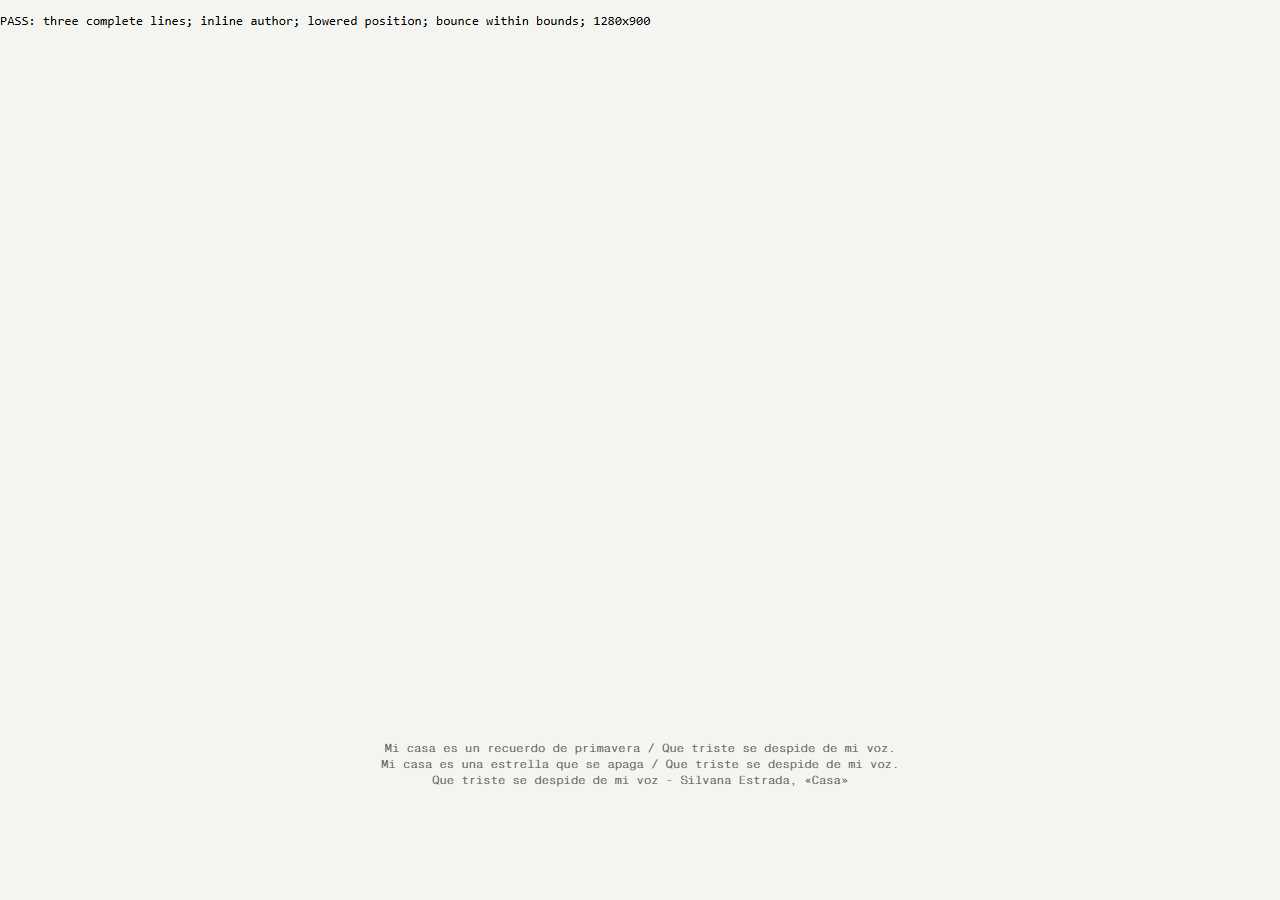 PASS: three complete lines; inline author; lowered position; bounce within bounds; 1280x900
Mi casa es un recuerdo de primavera / Que triste se despide de mi voz.
Mi casa es una estrella que se apaga / Que triste se despide de mi voz.
Que triste se despide de mi voz - Silvana Estrada, «Casa»